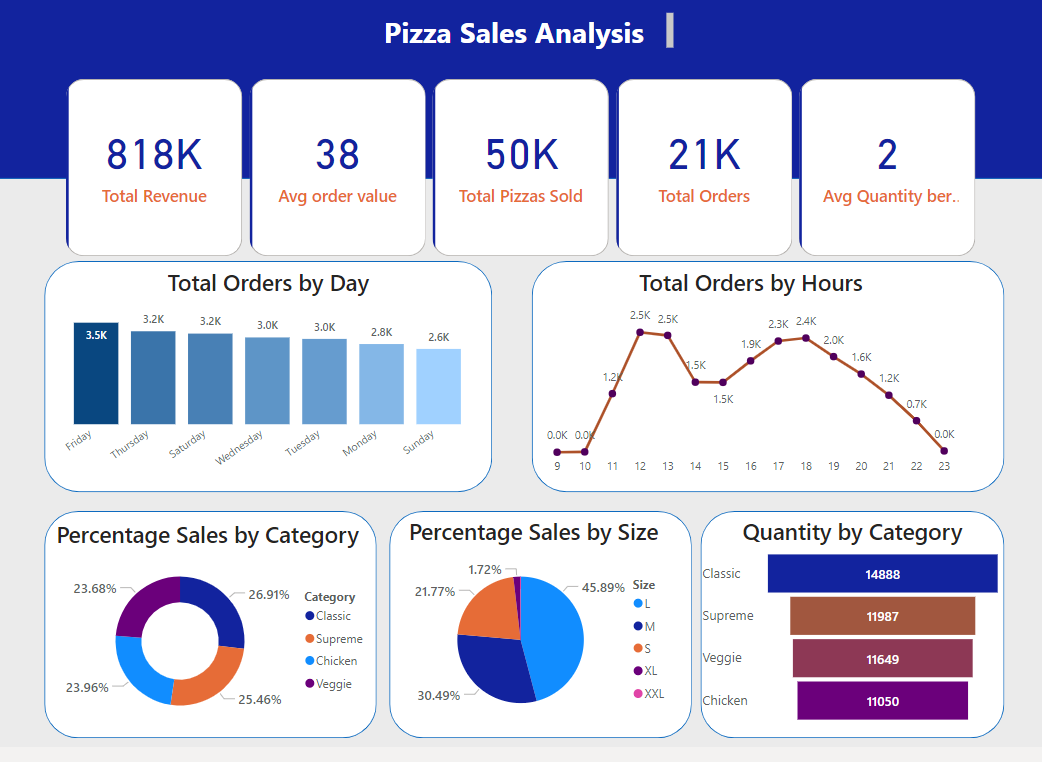 Pizza Sales Analysis
818K
Total Revenue
38
Avg order value
50K
Total Pizzas Sold
21K
Total Orders
2
Avg Quantity ber..
Total Orders by Day
3.5K
3.2K
3.2K
3.0K
3.0K
2.8K
2.6K
Friday
Thursday
Saturday
Wednesday
Tuesday
Monday
Sunday
Total Orders by Hours
0.0K
0.0K
1.2K
2.5K
2.5K
1.5K
1.5K
1.9K
2.3K
2.4K
2.0K
1.6K
1.2K
0.7K
0.0K
9 10 11 12 13 14 15 16 17 18 19 20 21 22 23
Percentage Sales by Category
23.68%
26.91%
23.96%
25.46%
Category
Classic
Supreme
Chicken
Veggie
Percentage Sales by Size
1.72%
21.77%
45.89%
30.49%
Size
L
M
S
XL
XXL
Quantity by Category
Classic 14888
Supreme 11987
Veggie 11649
Chicken 11050